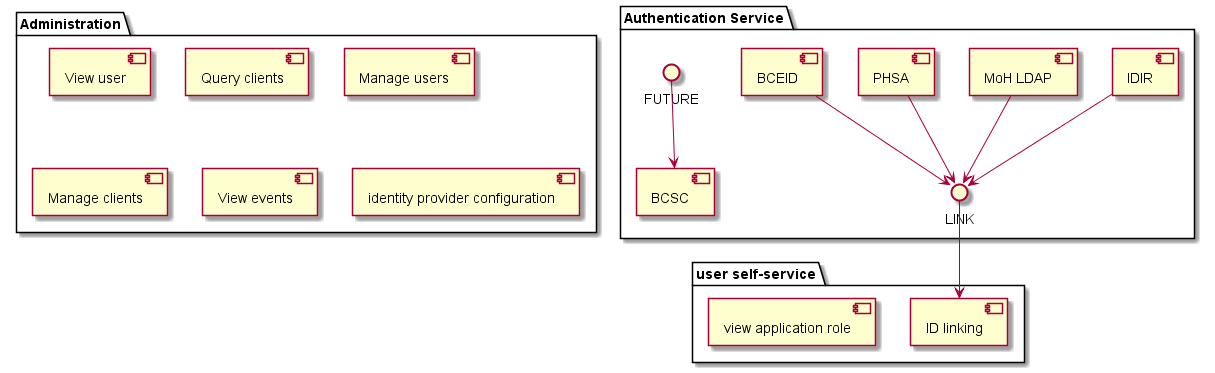 Administration
View user
Query clients
Manage users
Manage clients
View events
identity provider configuration
Authentication Service
FUTURE
BCEID
PHSA
MoH LDAP
IDIR
BCSC
LINK
user self-service
view application role
ID linking